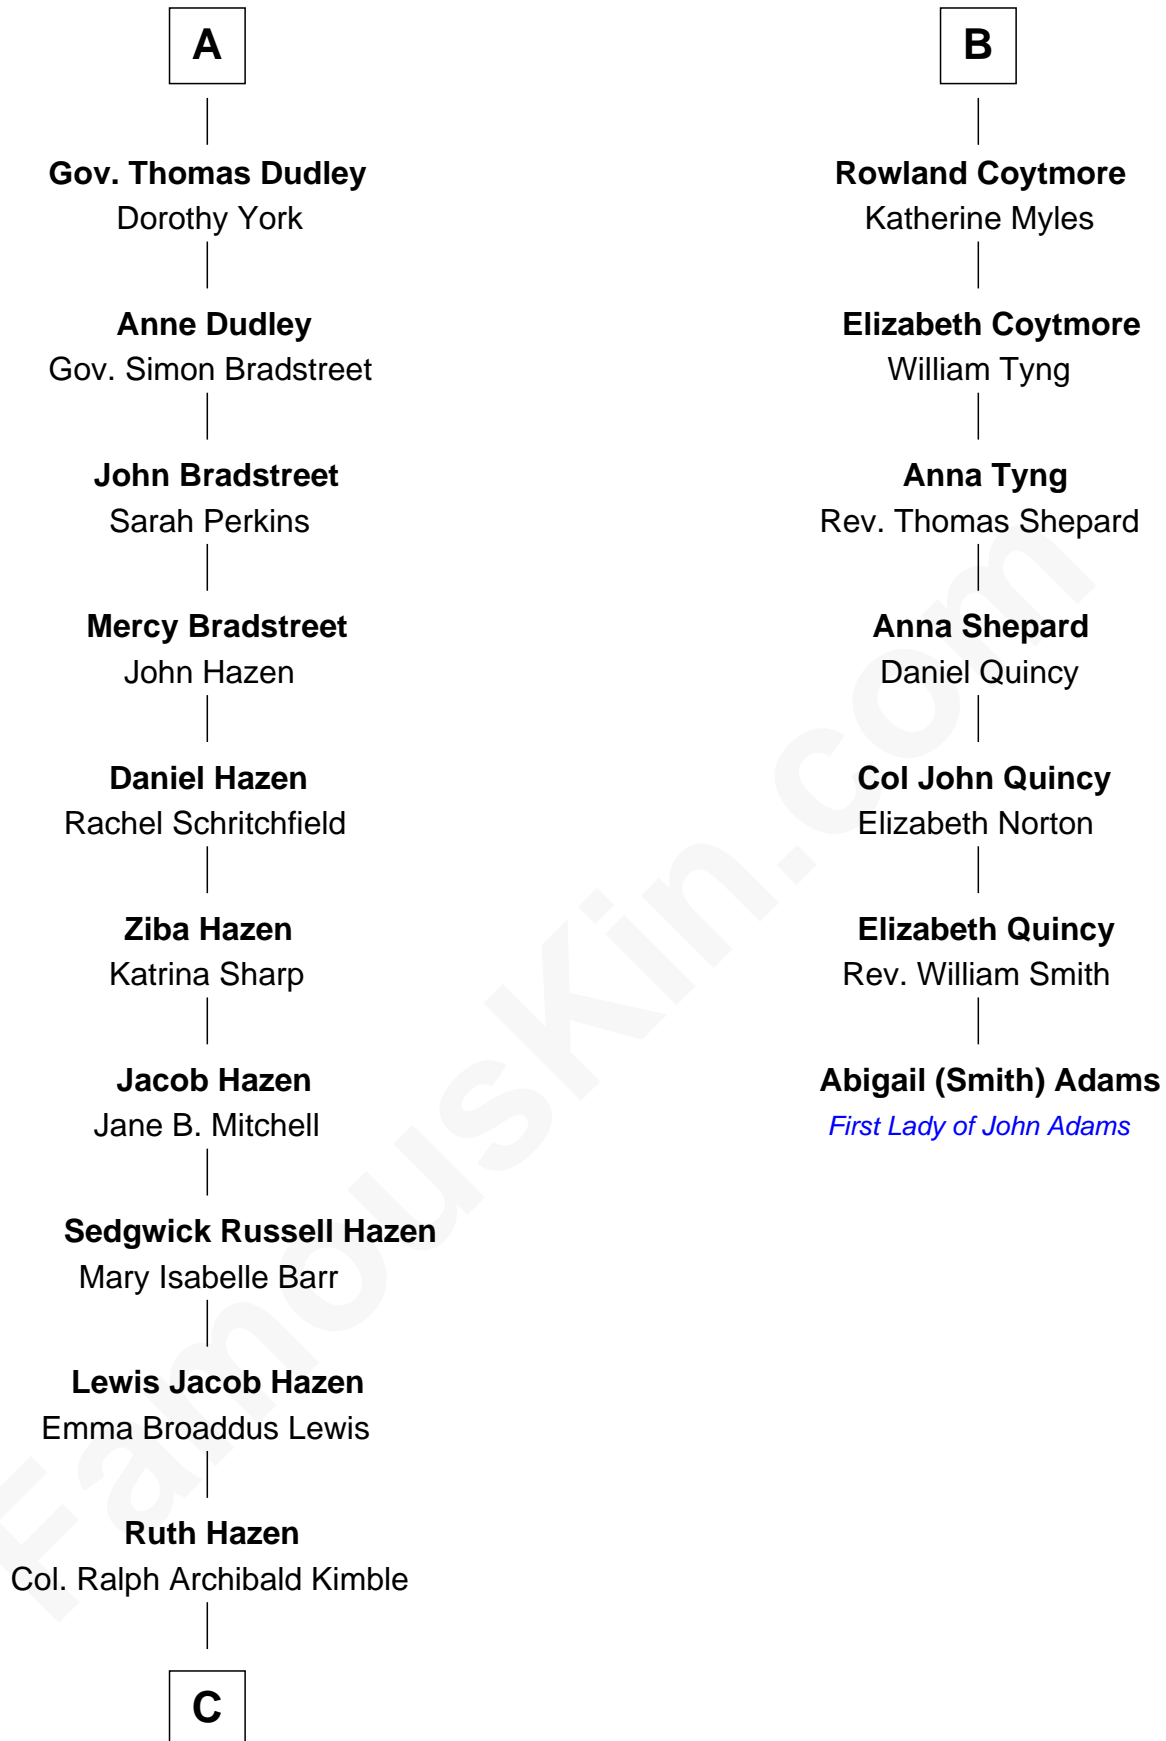 A
Gov. Thomas Dudley
Dorothy York
Anne Dudley
Gov. Simon Bradstreet
John Bradstreet
Sarah Perkins
Mercy Bradstreet
John Hazen
Daniel Hazen
Rachel Schritchfield
Ziba Hazen
Katrina Sharp
Jacob Hazen
Jane B. Mitchell
Sedgwick Russell Hazen
Mary Isabelle Barr
Lewis Jacob Hazen
Emma Broaddus Lewis
Ruth Hazen
Col. Ralph Archibald Kimble
C
B
Rowland Coytmore
Katherine Myles
Elizabeth Coytmore
William Tyng
Anna Tyng
Rev. Thomas Shepard
Anna Shepard
Daniel Quincy
Col John Quincy
Elizabeth Norton
Elizabeth Quincy
Rev. William Smith
Abigail (Smith) Adams
First Lady of John Adams
FamousKin.com